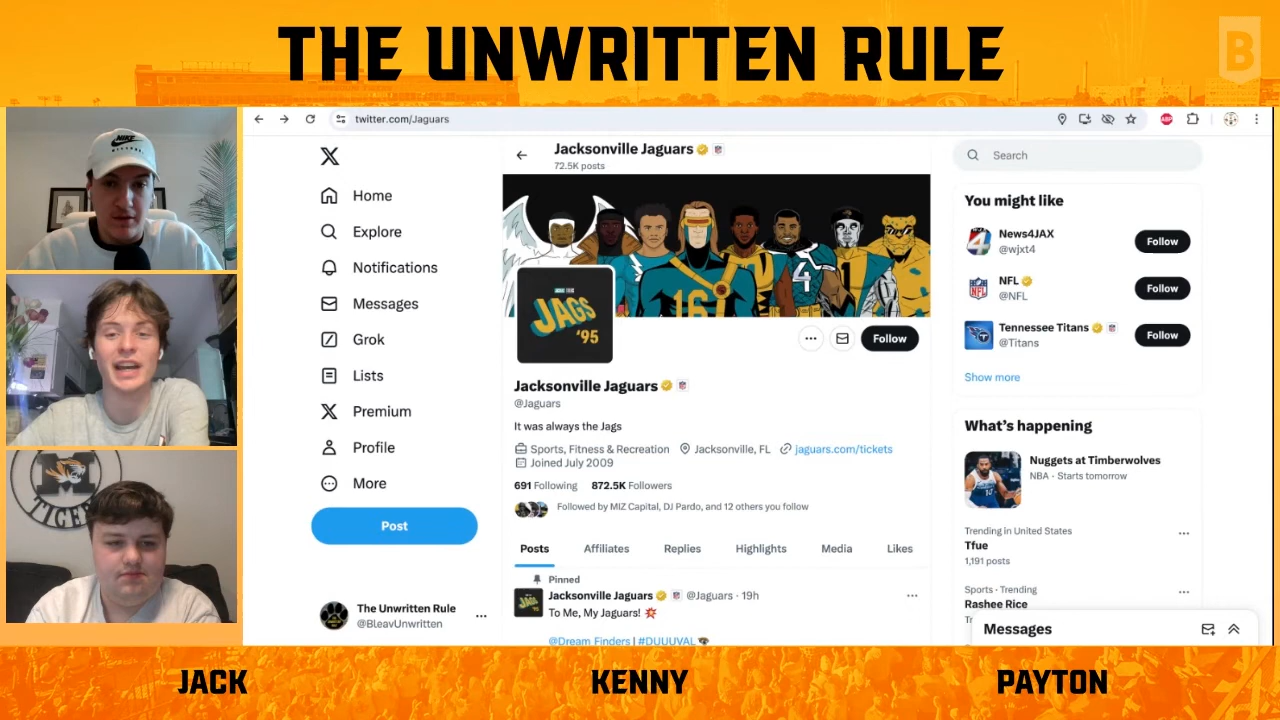 THE UNWRITTEN RULE
B
twitter.com/Jaguars
ABP
Jacksonville Jaguars
72.5K posts
Search
Home
Explore
Notifications
Messages
Grok
Lists
Premium
Profile
More
Post
The Unwritten Rule
@BleavUnwritten
16
4
1
JAGS
'95
Follow
Jacksonville Jaguars
@Jaguars
It was always the Jags
Sports, Fitness & Recreation Jacksonville, FL jaguars.com/tickets
Joined July 2009
691 Following 872.5K Followers
Followed by MIZ Capital, DJ Pardo, and 12 others you follow
Posts Affiliates Replies Highlights Media Likes
Pinned
Jacksonville Jaguars @Jaguars · 19h
To Me, My Jaguars! 💥
@Dream Finders | #DUUUVAL
You might like
News4JAX
@wjxt4
Follow
NFL
@NFL
Follow
Tennessee Titans
@Titans
Follow
Show more
What's happening
Nuggets at Timberwolves
NBA · Starts tomorrow
Trending in United States
Tfue
1,191 posts
Sports · Trending
Rashee Rice
Messages
NIKE
M
TIGERS
JACK
KENNY
PAYTON